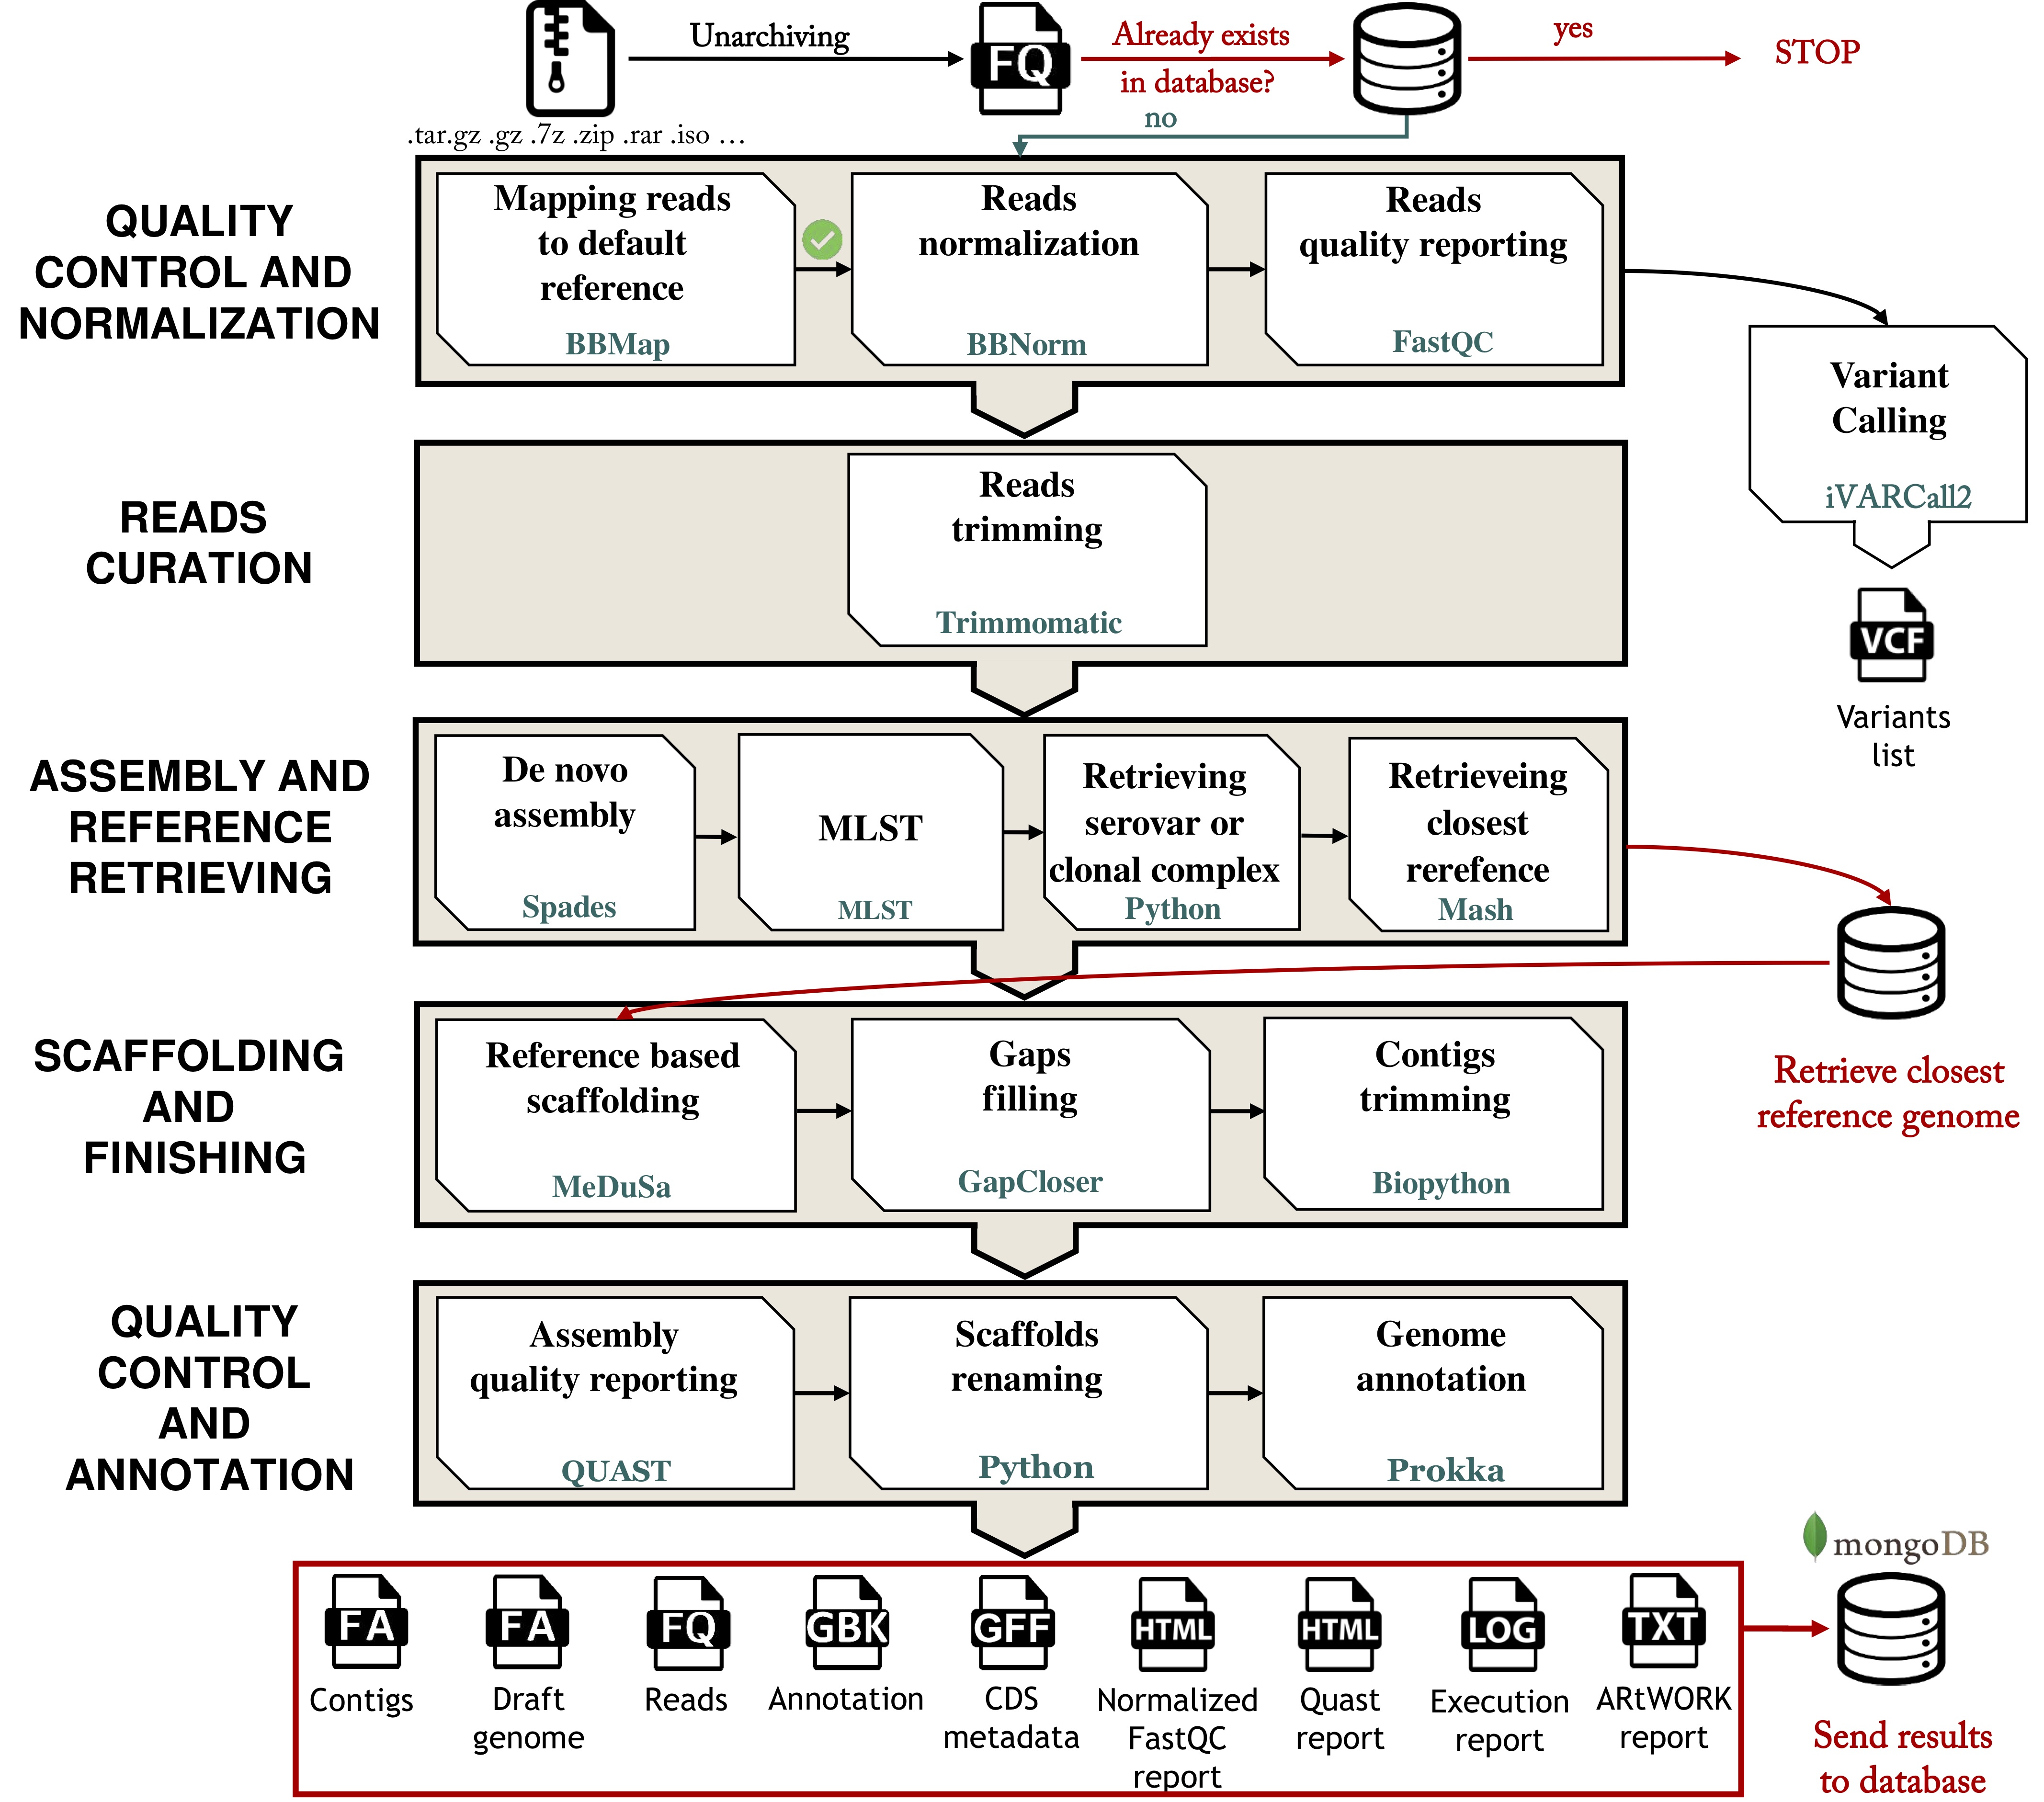 Unarchiving
FQ
Already exists
in database?
yes
STOP
no
.tar.gz .gz .7z .zip .rar .iso ...
QUALITY
CONTROL AND
NORMALIZATION
Mapping reads
to default
reference
BBMap
Reads
normalization
BBNorm
Reads
quality reporting
FastQC
Variant
Calling
iVARCall2
VCF
Variants
list
READS
CURATION
Reads
trimming
Trimmomatic
ASSEMBLY AND
REFERENCE
RETRIEVING
De novo
assembly
Spades
MLST
MLST
Retrieving
serovar or
clonal complex
Python
Retrieveing
closest
rerefence
Mash
Retrieve closest
reference genome
SCAFFOLDING
AND
FINISHING
Reference based
scaffolding
MeDuSa
Gaps
filling
GapCloser
Contigs
trimming
Biopython
QUALITY
CONTROL
AND
ANNOTATION
Assembly
quality reporting
QUAST
Scaffolds
renaming
Python
Genome
annotation
Prokka
FA
Contigs
FA
Draft
genome
FQ
Reads
GBK
Annotation
GFF
CDS
metadata
HTML
Normalized
FastQC
report
HTML
Quast
report
LOG
Execution
report
TXT
ARtWORK
report
mongoDB
Send results
to database